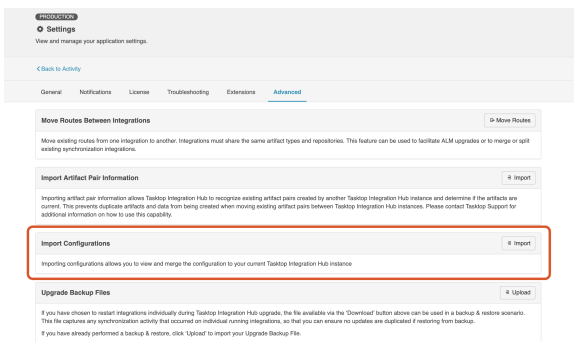 PRODUCTION
Settings
View and manage your application settings.
Back to Activity
General Notifications License Troubleshooting Extensions Advanced
Move Routes Between Integrations
Move Routes
Move existing routes from one integration to another. Integrations must share the same artifact types and repositories. This feature can be used to facilitate ALM upgrades or to merge or split
existing synchronization integrations.
Import Artifact Pair Information
Import
Importing artifact pair information allows Tasktop Integration Hub to recognize existing artifact pairs created by another Tasktop Integration Hub instance and determine if the artifacts are
current. This prevents duplicate artifacts and data from being created when moving existing artifact pairs between Tasktop Integration Hub instances. Please contact Tasktop Support for
additional information on how to use this capability.
Import Configurations
Import
Importing configurations allows you to view and merge the configuration to your current Tasktop Integration Hub instance
Upgrade Backup Files
Upload
If you have chosen to restart integrations individually during Tasktop Integration Hub upgrade, the file available via the 'Download' button above can be used in a backup & restore scenario.
This file captures any synchronization activity that occurred on individual running integrations, so that you can ensure no updates are duplicated if restoring from backup.
If you have already performed a backup & restore, click 'Upload' to import your Upgrade Backup File.